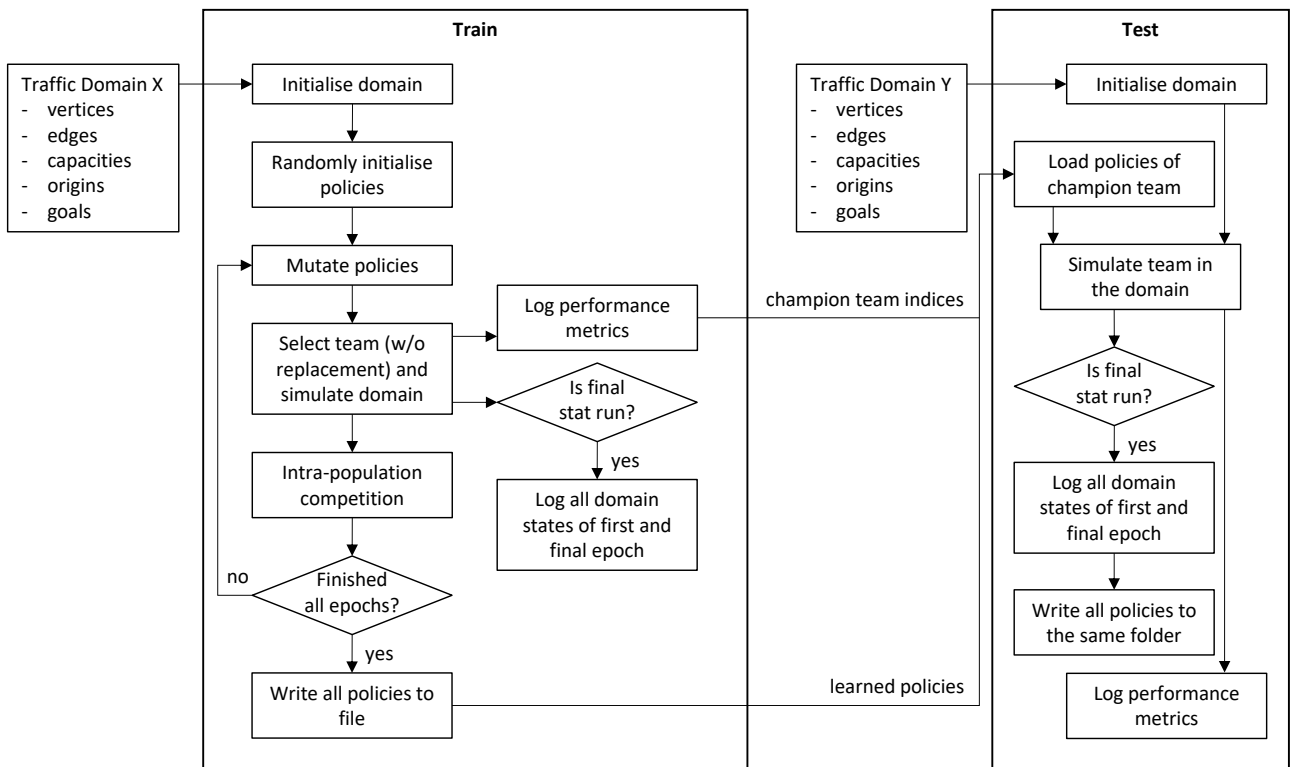 Train
Traffic Domain X
- vertices
- edges
- capacities
- origins
- goals
Initialise domain
Randomly initialise
policies
Mutate policies
Select team (w/o
replacement) and
simulate domain
Log performance
metrics
Is final
stat run?
yes
Log all domain
states of first and
final epoch
Intra-population
competition
Finished
all epochs?
no
yes
Write all policies to
file
champion team indices
learned policies
Test
Traffic Domain Y
- vertices
- edges
- capacities
- origins
- goals
Initialise domain
Load policies of
champion team
Simulate team in
the domain
Is final
stat run?
yes
Log all domain
states of first and
final epoch
Write all policies to
the same folder
Log performance
metrics